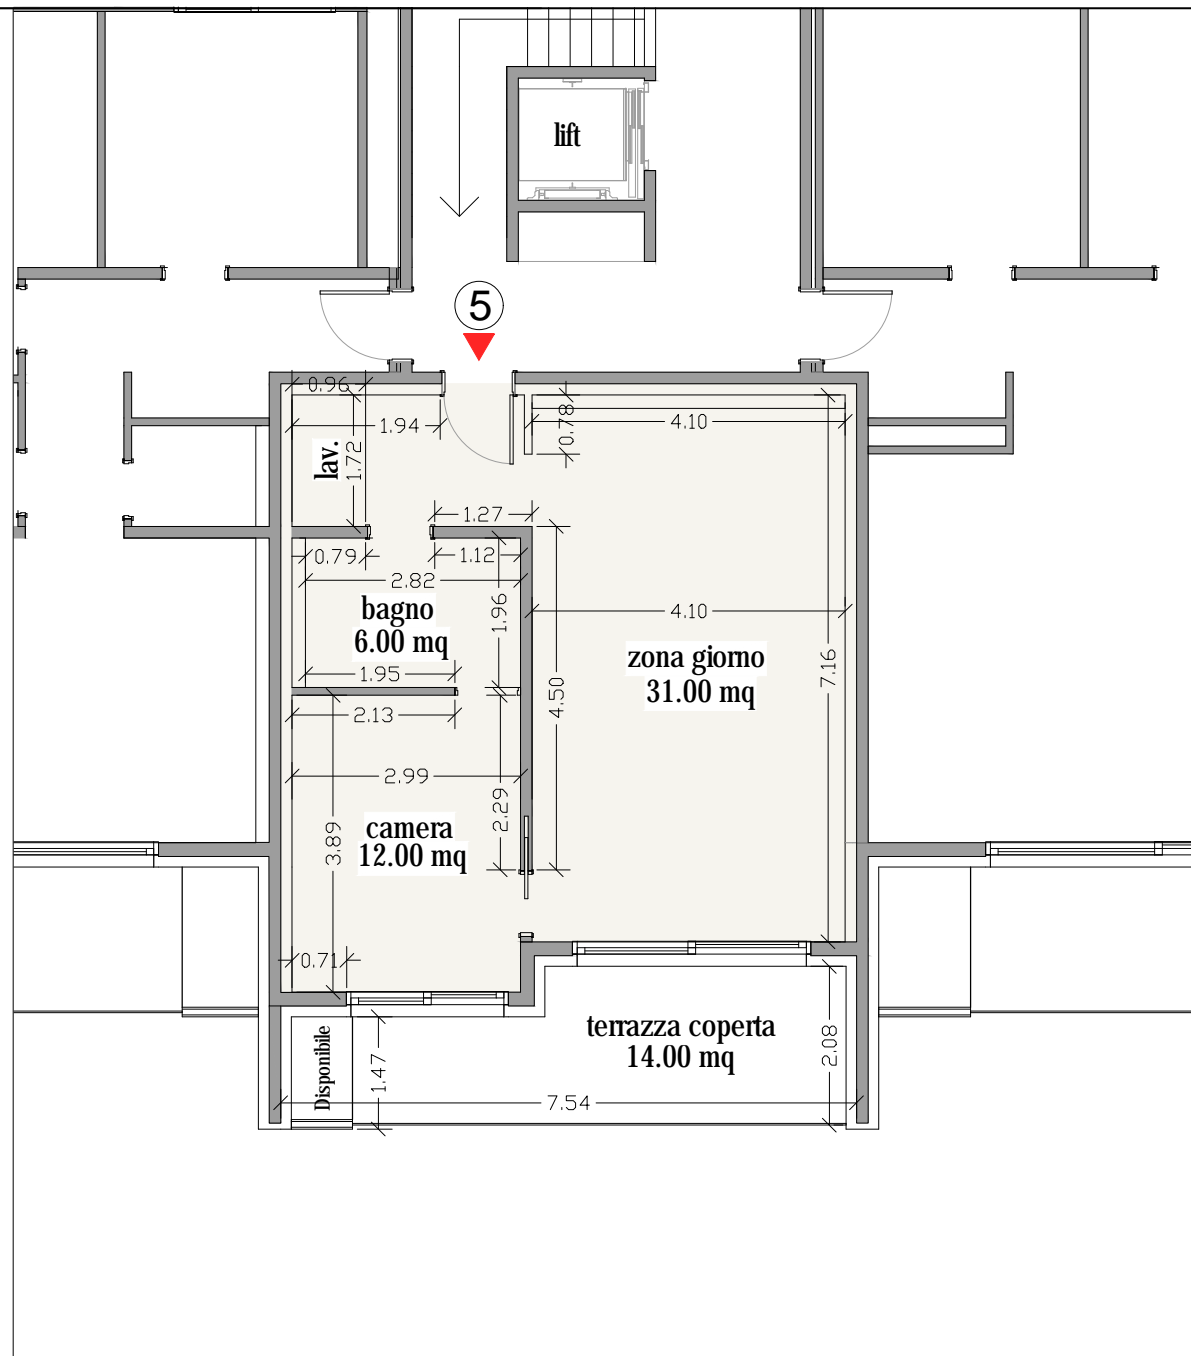 lift
5
0.96
1.94
0.78
4.10
lav.
1.72
1.27
0.79
1.12
2.82
bagno
6.00 mq
1.96
4.10
zona giorno
31.00 mq
7.16
1.95
4.50
2.13
2.99
2.29
3.89
camera
12.00 mq
0.71
terrazza coperta
14.00 mq
2.08
Disponibile
1.47
7.54